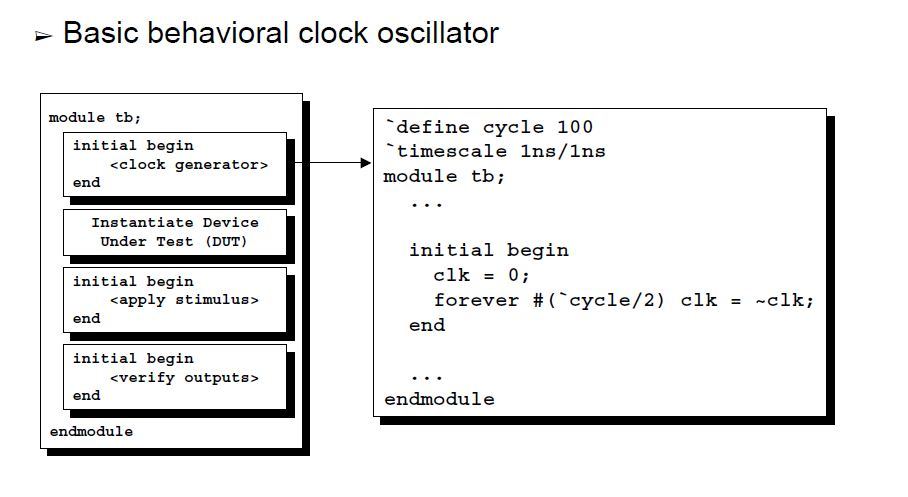 ➢ Basic behavioral clock oscillator
module tb;
initial begin
<clock generator>
end
Instantiate Device
Under Test (DUT)
initial begin
<apply stimulus>
end
initial begin
<verify outputs>
end
endmodule
`define cycle 100
`timescale 1ns/1ns
module tb;
...
initial begin
clk = 0;
forever #(`cycle/2) clk = ~clk;
end
...
endmodule